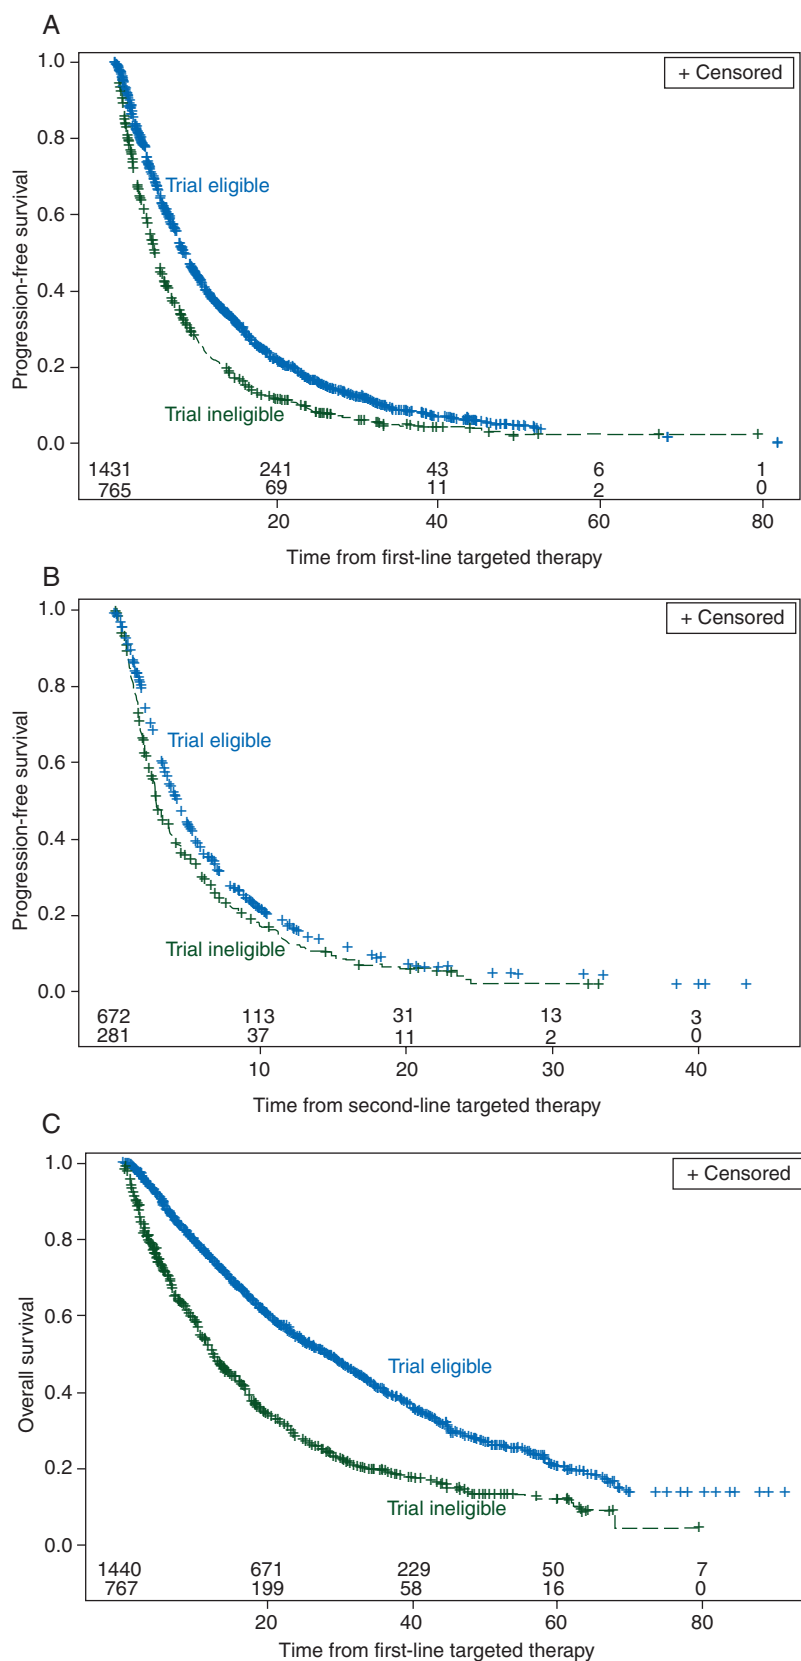 A
1.0
+ Censored
0.8
Trial eligible
0.6
Progression-free survival
0.4
0.2
Trial ineligible
0.0
1431 241 43 6 1
765 69 11 2 0
20 40 60 80
Time from first-line targeted therapy
B
1.0
+ Censored
0.8
Trial eligible
0.6
Progression-free survival
0.4
0.2
Trial ineligible
0.0
672 113 31 13 3
281 37 11 2 0
10 20 30 40
Time from second-line targeted therapy
C
1.0
+ Censored
0.8
0.6
Overall survival
Trial eligible
0.4
0.2
Trial ineligible
0.0
1440 671 229 50 7
767 199 58 16 0
20 40 60 80
Time from first-line targeted therapy